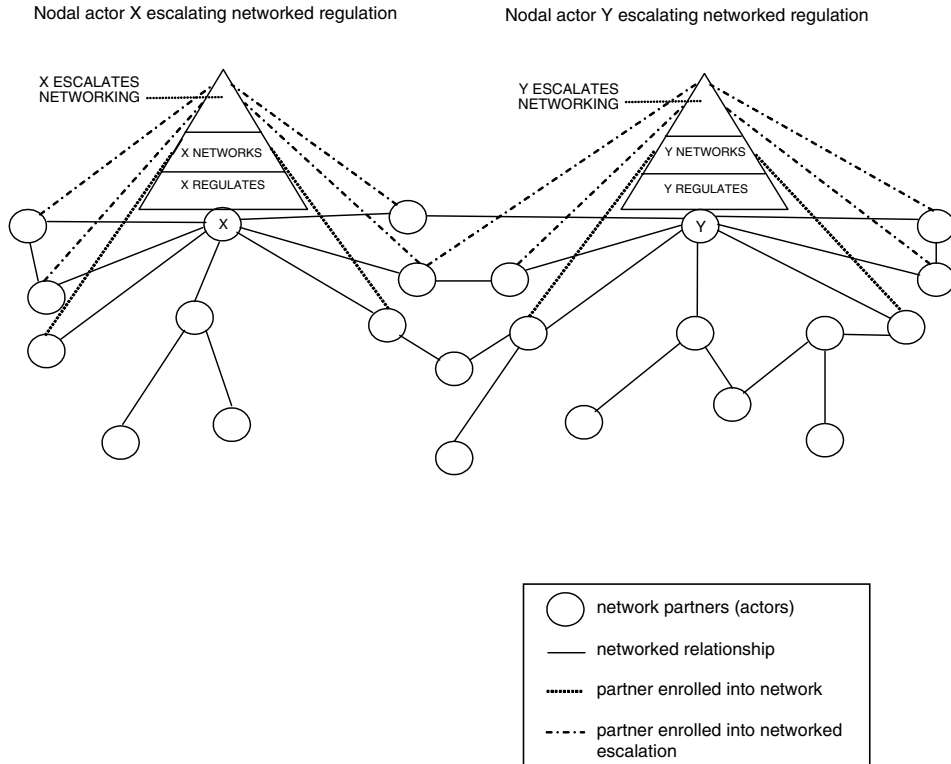 Nodal actor X escalating networked regulation
Nodal actor Y escalating networked regulation
X ESCALATES
NETWORKING
X NETWORKS
X REGULATES
X
Y ESCALATES
NETWORKING
Y NETWORKS
Y REGULATES
Y
network partners (actors)
networked relationship
partner enrolled into network
partner enrolled into networked
escalation